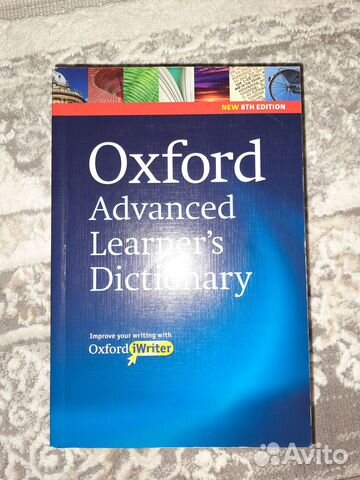 NEW 8TH EDITION
Oxford
Advanced
Learner's
Dictionary
Improve your writing with
Oxford iWriter
Avito